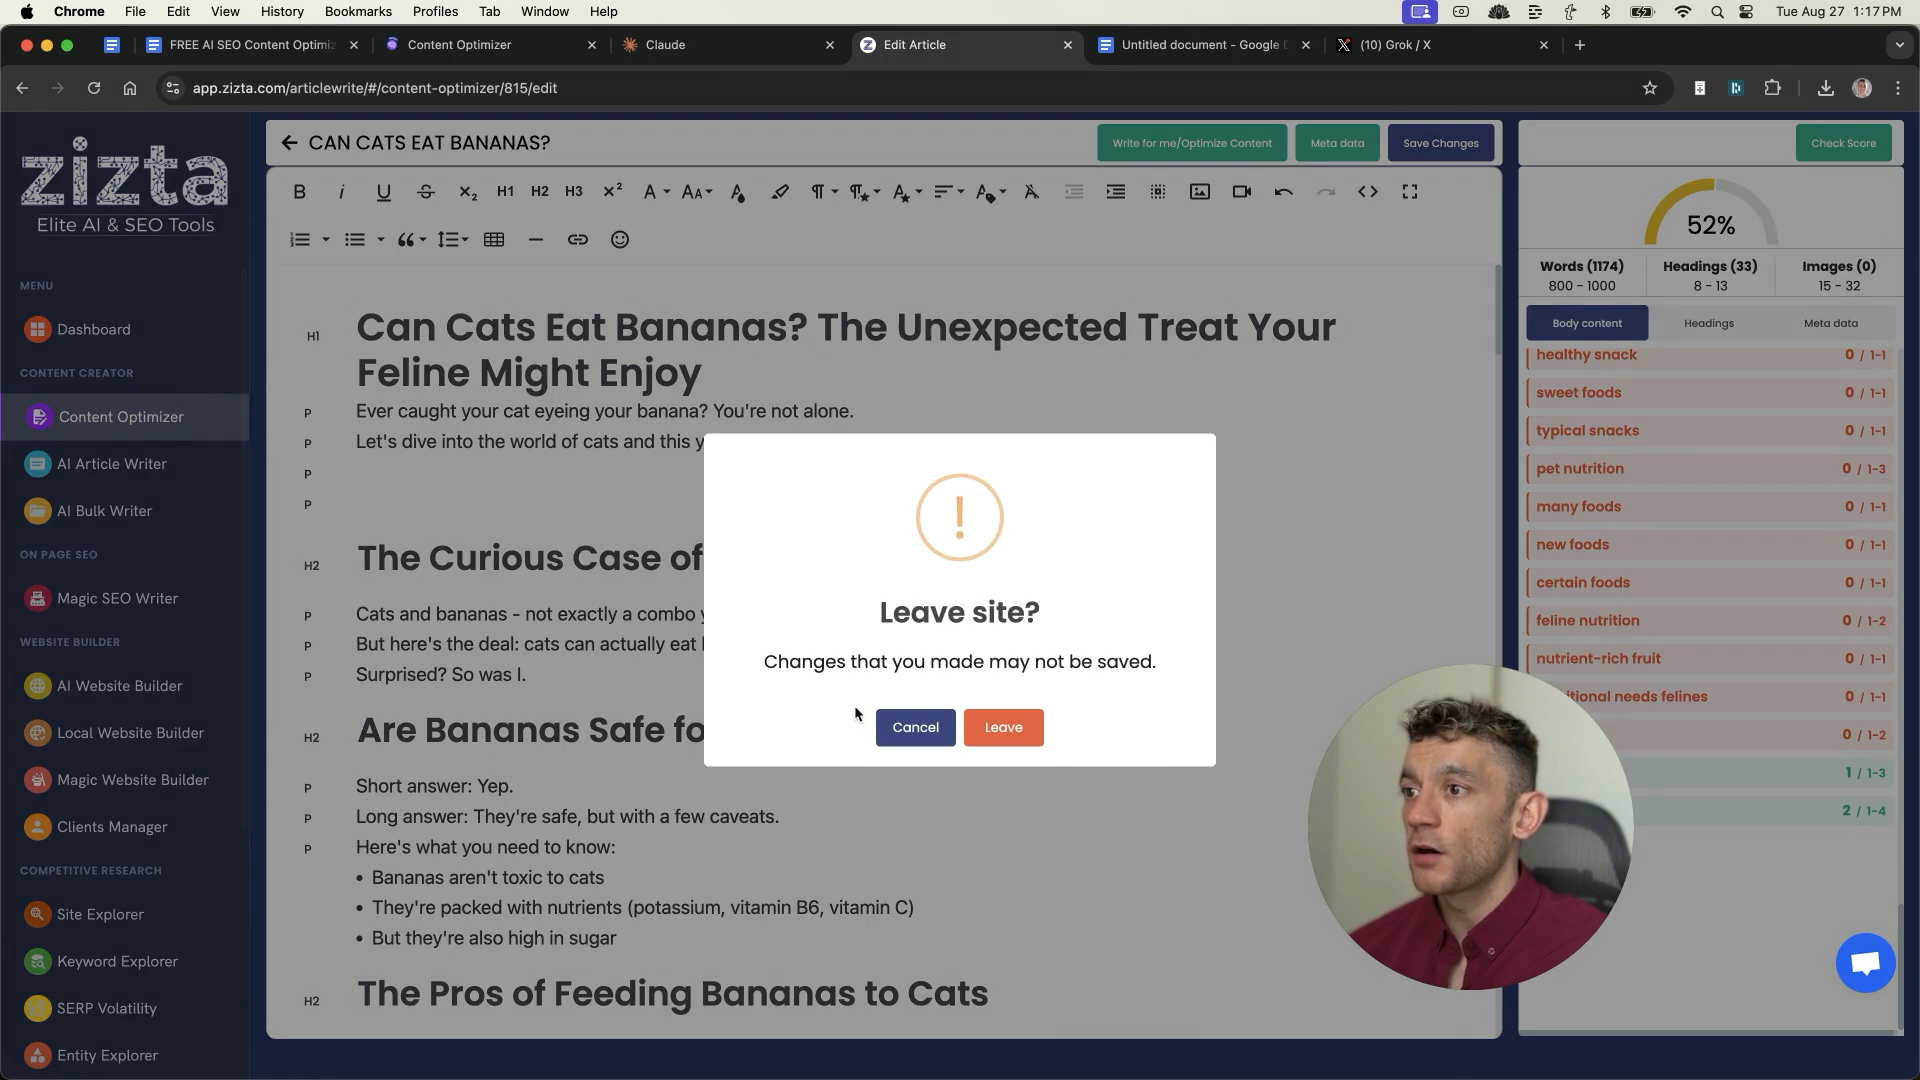 Chrome File Edit View History Bookmarks Profiles Tab Window Help
Tue Aug 27 1:17 PM
FREE AI SEO Content Optimiz
Content Optimizer
Claude
Edit Article
Untitled document - Google D
(10) Grok / X
app.zizta.com/articlewrite/#/content-optimizer/815/edit
zizta
Elite AI & SEO Tools
MENU
Dashboard
CONTENT CREATOR
Content Optimizer
AI Article Writer
AI Bulk Writer
ON PAGE SEO
Magic SEO Writer
WEBSITE BUILDER
AI Website Builder
Local Website Builder
Magic Website Builder
Clients Manager
COMPETITIVE RESEARCH
Site Explorer
Keyword Explorer
SERP Volatility
Entity Explorer
CAN CATS EAT BANANAS?
Write for me/Optimize Content
Meta data
Save Changes
H1 H2 H3
H1 Can Cats Eat Bananas? The Unexpected Treat Your
Feline Might Enjoy
P Ever caught your cat eyeing your banana? You're not alone.
P Let's dive into the world of cats and this y
P
P
H2 The Curious Case of
P Cats and bananas - not exactly a combo y
P But here's the deal: cats can actually eat
P Surprised? So was I.
H2 Are Bananas Safe fo
P Short answer: Yep.
P Long answer: They're safe, but with a few caveats.
P Here's what you need to know:
• Bananas aren't toxic to cats
• They're packed with nutrients (potassium, vitamin B6, vitamin C)
• But they're also high in sugar
H2 The Pros of Feeding Bananas to Cats
!
Leave site?
Changes that you made may not be saved.
Cancel
Leave
Check Score
52%
Words (1174) Headings (33) Images (0)
800 - 1000 8 - 13 15 - 32
Body content Headings Meta data
healthy snack 0 / 1-1
sweet foods 0 / 1-1
typical snacks 0 / 1-1
pet nutrition 0 / 1-3
many foods 0 / 1-1
new foods 0 / 1-1
certain foods 0 / 1-1
feline nutrition 0 / 1-2
nutrient-rich fruit 0 / 1-1
itional needs felines 0 / 1-1
0 / 1-2
1 / 1-3
2 / 1-4